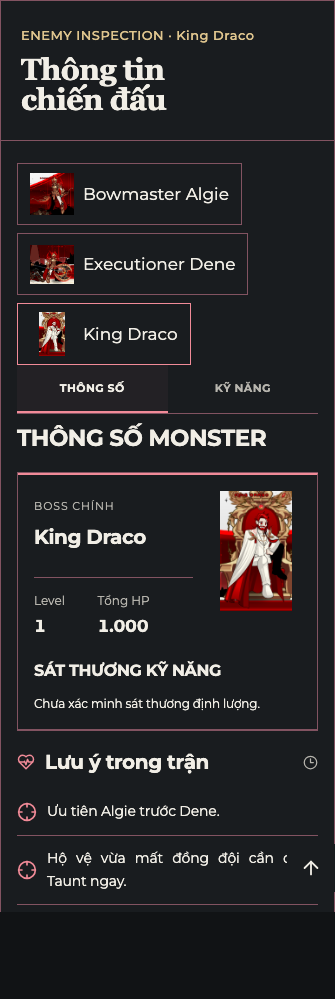 ENEMY INSPECTION · King Draco
Thông tin
chiến đấu
Bowmaster Algie
Executioner Dene
King Draco
THÔNG SỐ
KỸ NĂNG
THÔNG SỐ MONSTER
BOSS CHÍNH
King Draco
Level
Tổng HP
1
1.000
SÁT THƯƠNG KỸ NĂNG
Chưa xác minh sát thương định lượng.
Lưu ý trong trận
Ưu tiên Algie trước Dene.
Hộ vệ vừa mất đồng đội cần
Taunt ngay.